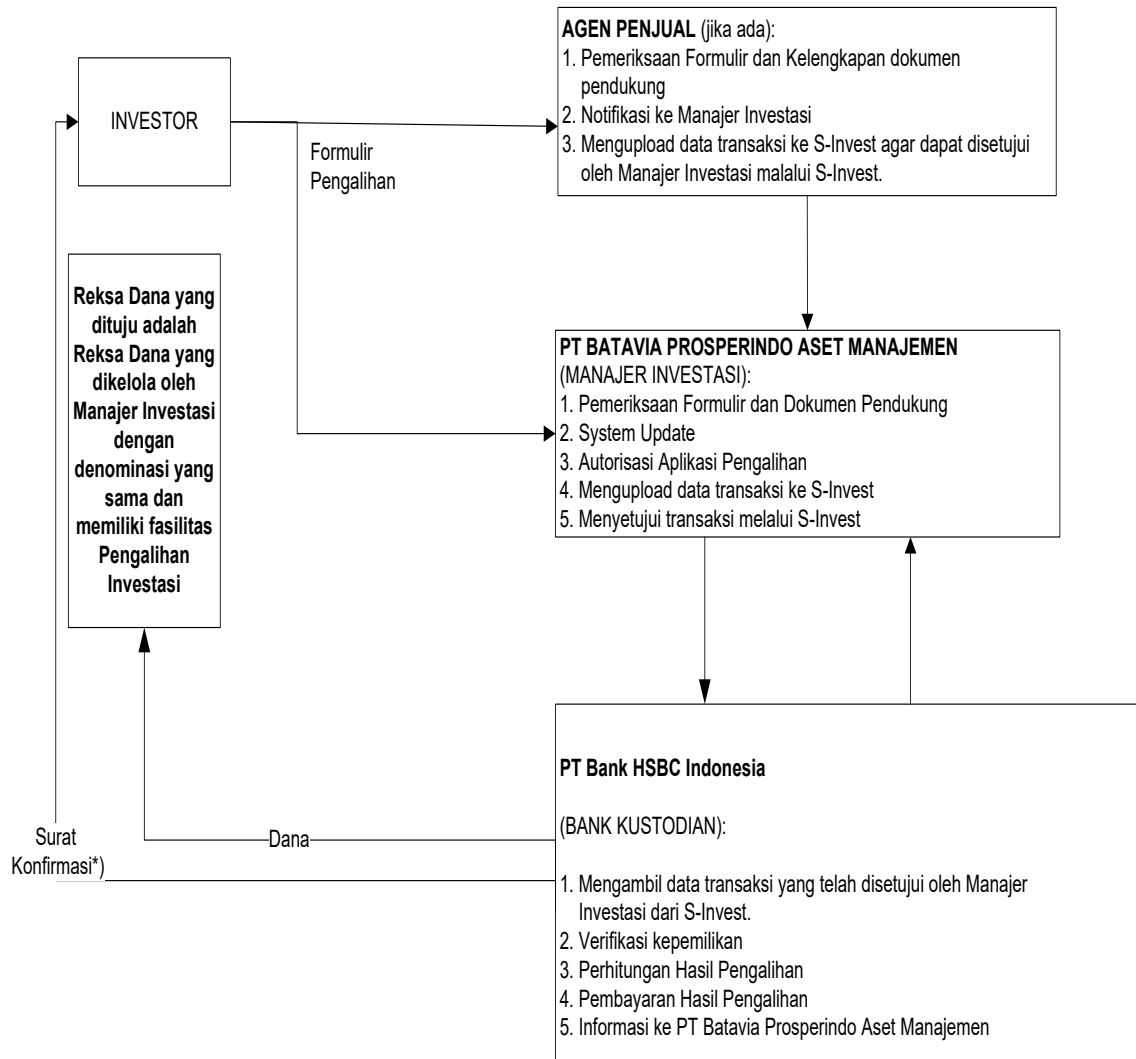 AGEN PENJUAL (jika ada):
1. Pemeriksaan Formulir dan Kelengkapan dokumen
pendukung
2. Notifikasi ke Manajer Investasi
3. Mengupload data transaksi ke S-Invest agar dapat disetujui
oleh Manajer Investasi malalui S-Invest.
INVESTOR
Formulir
Pengalihan
Reksa Dana yang
dituju adalah
Reksa Dana yang
dikelola oleh
Manajer Investasi
dengan
denominasi yang
sama dan
memiliki fasilitas
Pengalihan
Investasi
PT BATAVIA PROSPERINDO ASET MANAJEMEN
(MANAJER INVESTASI):
1. Pemeriksaan Formulir dan Dokumen Pendukung
2. System Update
3. Autorisasi Aplikasi Pengalihan
4. Mengupload data transaksi ke S-Invest
5. Menyetujui transaksi melalui S-Invest
Surat
Konfirmasi*)
Dana
PT Bank HSBC Indonesia
(BANK KUSTODIAN):
1. Mengambil data transaksi yang telah disetujui oleh Manajer
Investasi dari S-Invest.
2. Verifikasi kepemilikan
3. Perhitungan Hasil Pengalihan
4. Pembayaran Hasil Pengalihan
5. Informasi ke PT Batavia Prosperindo Aset Manajemen